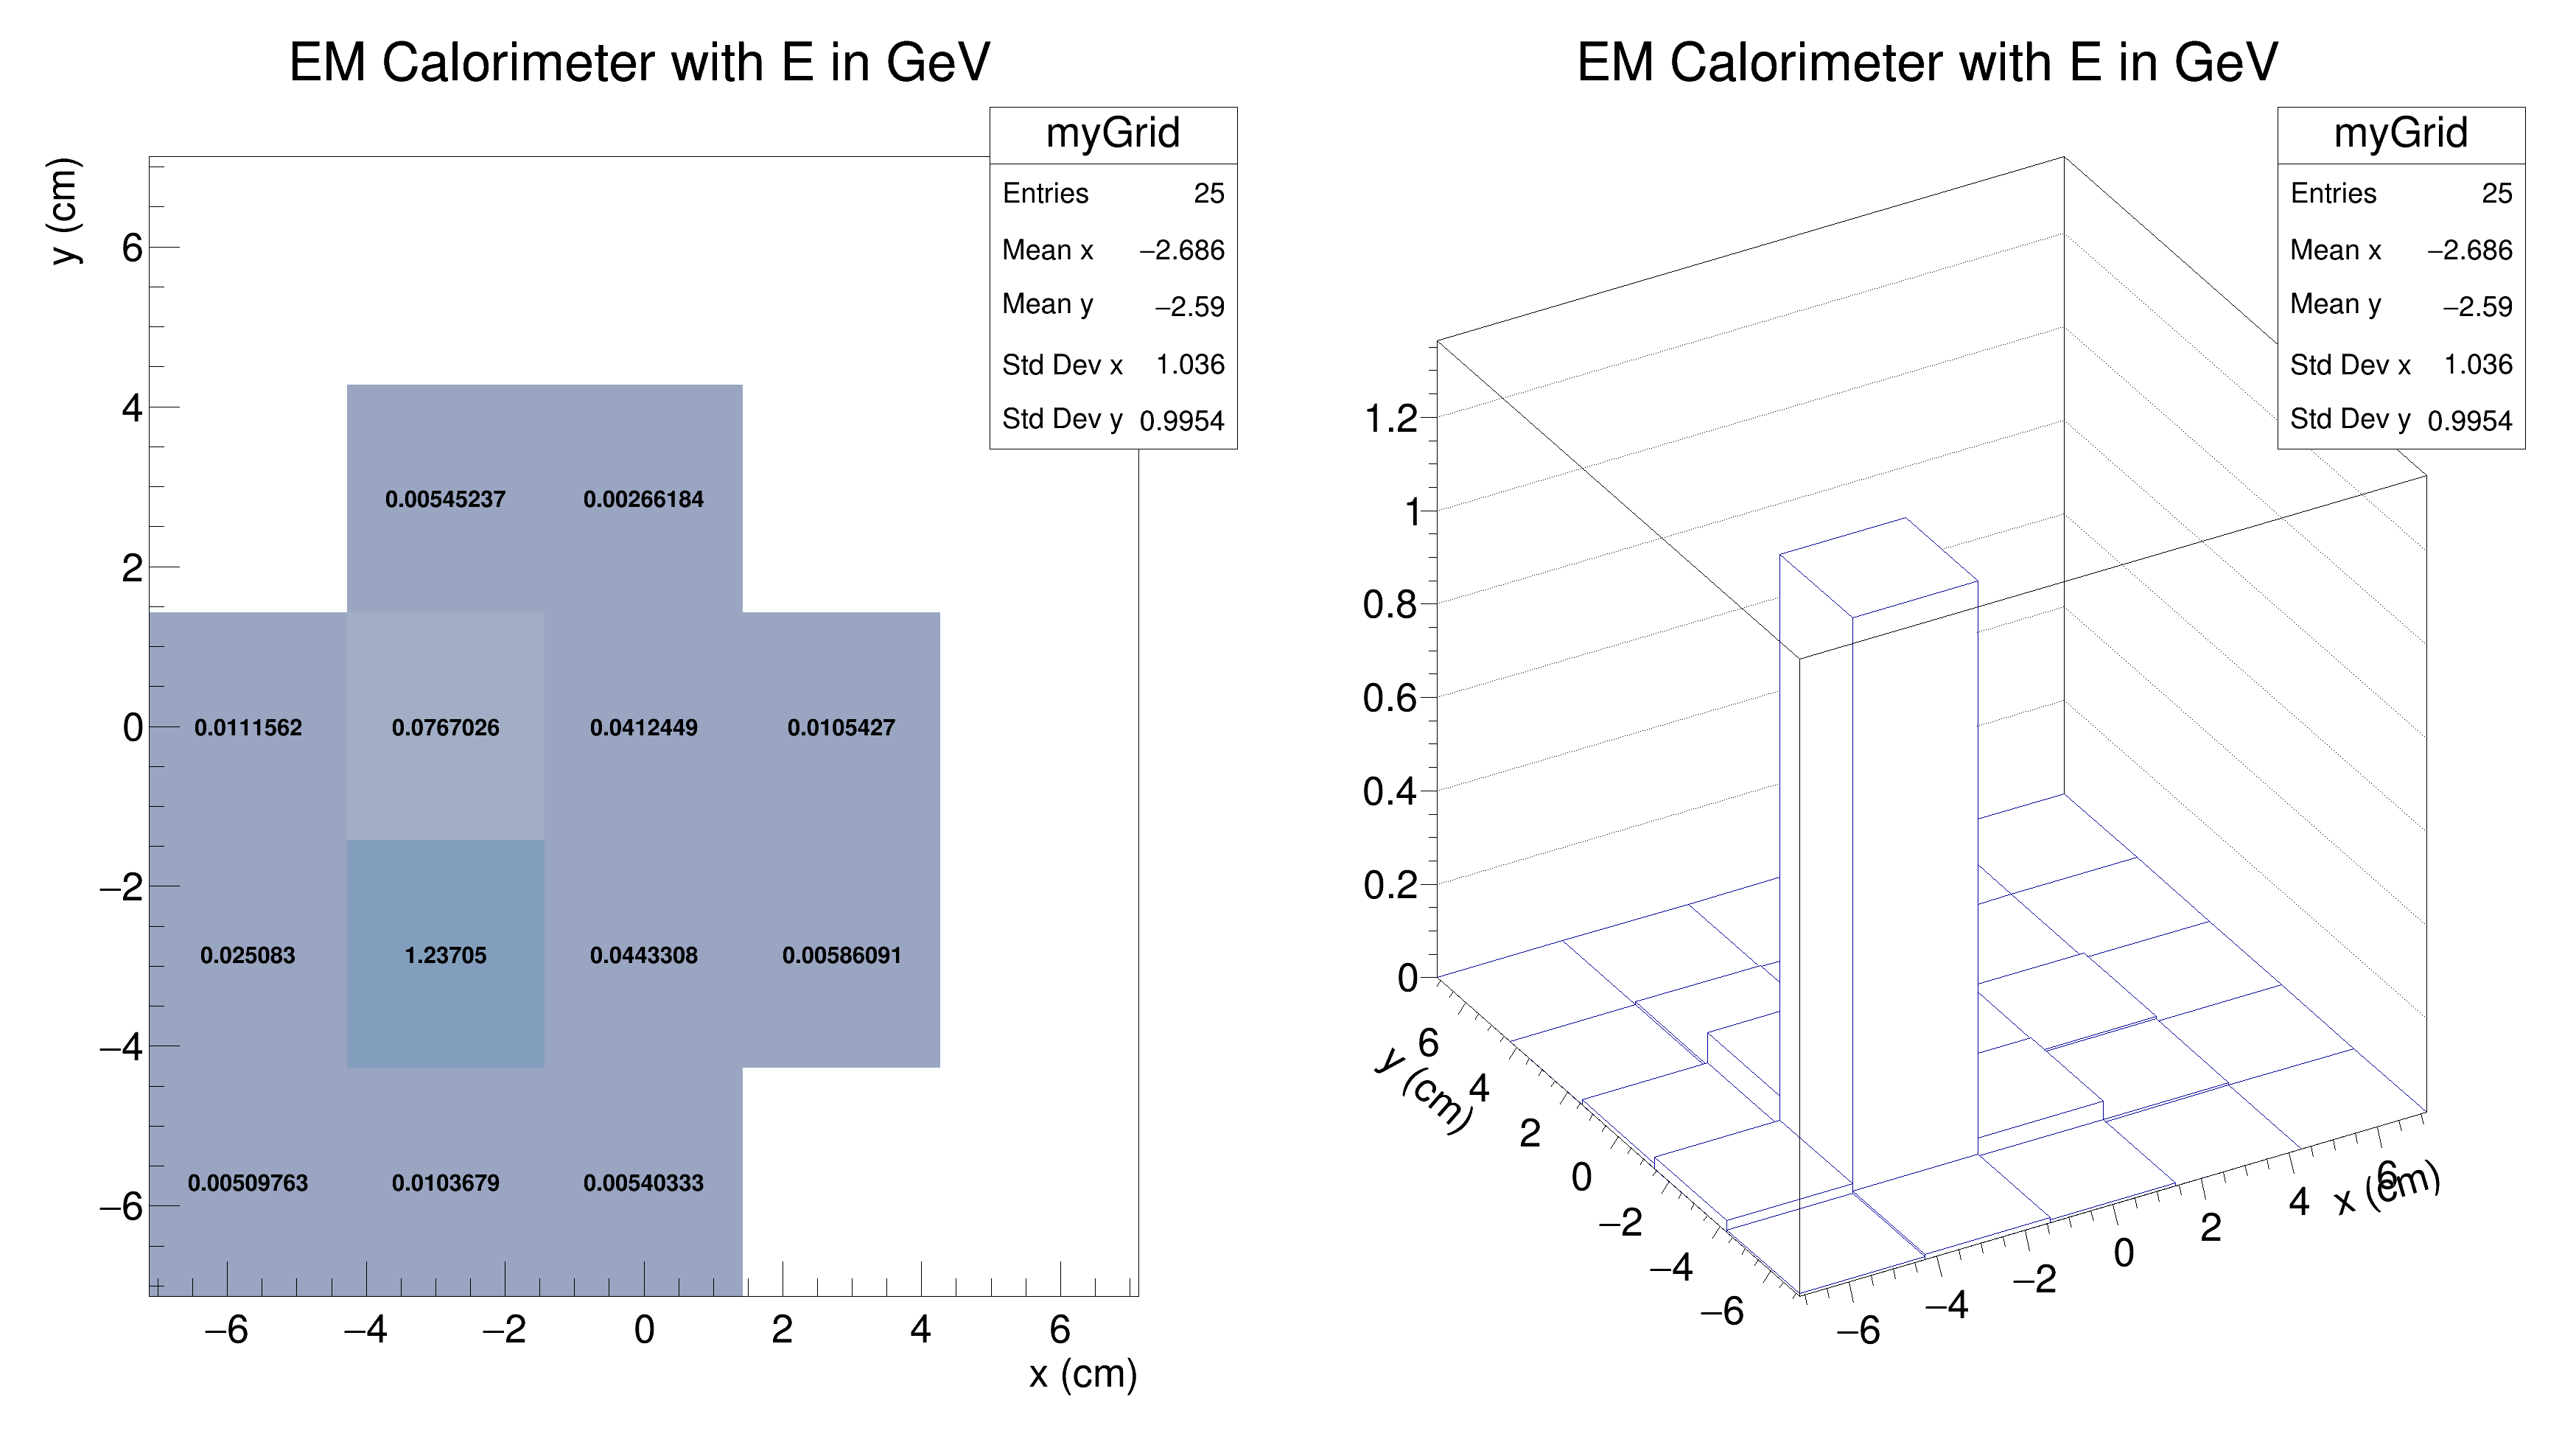 EM Calorimeter with E in GeV
myGrid
Entries 25
Mean x −2.686
Mean y −2.59
Std Dev x 1.036
Std Dev y 0.9954
y (cm)
6
4
2
0
−2
−4
−6
0.00545237 0.00266184
0.0111562 0.0767026 0.0412449 0.0105427
0.025083 1.23705 0.0443308 0.00586091
0.00509763 0.0103679 0.00540333
−6 −4 −2 0 2 4 6
x (cm)
EM Calorimeter with E in GeV
myGrid
Entries 25
Mean x −2.686
Mean y −2.59
Std Dev x 1.036
Std Dev y 0.9954
1.2
1
0.8
0.6
0.4
0.2
0
y (cm)
6
4
2
0
−2
−4
−6
−6 −4 −2 0 2 4 6
x (cm)